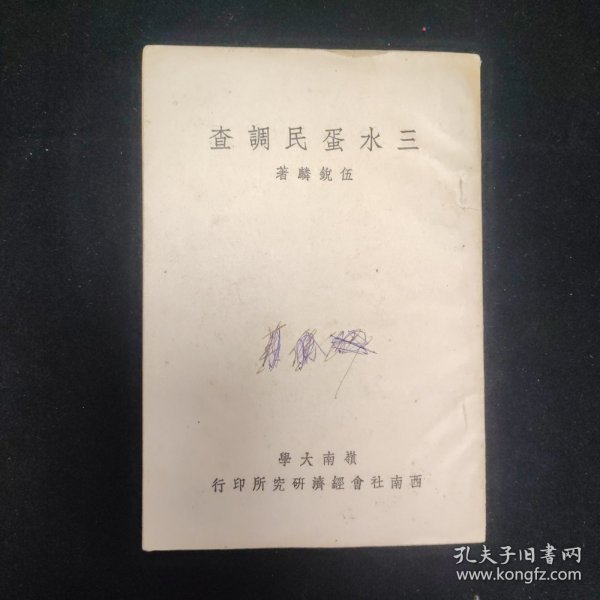 三水蛋民調查
伍銳麟著
嶺南大學
西南社會經濟研究所印行
孔夫子旧书网
www.kongfz.com